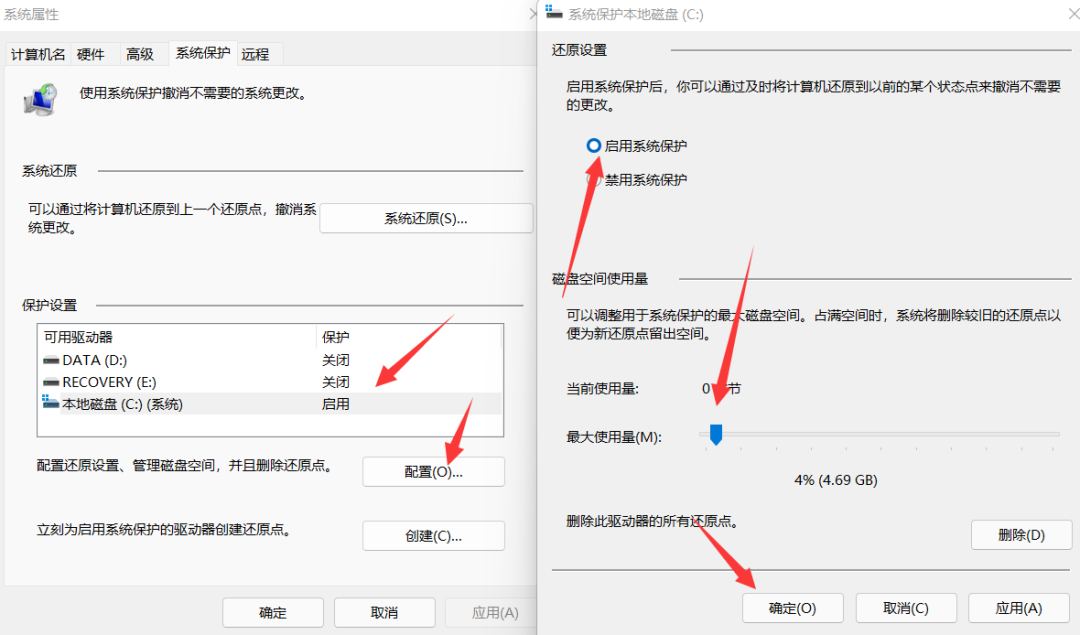 系统属性
计算机名 硬件 高级 系统保护 远程
使用系统保护撤消不需要的系统更改。
系统还原
可以通过将计算机还原到上一个还原点，撤消系
统更改。
系统还原(S)...
保护设置
可用驱动器 保护
DATA (D:) 关闭
RECOVERY (E:) 关闭
本地磁盘 (C:) (系统) 启用
配置还原设置、管理磁盘空间，并且删除还原点。
配置(O)...
立刻为启用系统保护的驱动器创建还原点。
创建(C)...
确定 取消 应用(A)
系统保护本地磁盘 (C:)
还原设置
启用系统保护后，你可以通过及时将计算机还原到以前的某个状态点来撤消不需要
的更改。
启用系统保护
禁用系统保护
磁盘空间使用量
可以调整用于系统保护的最大磁盘空间。占满空间时，系统将删除较旧的还原点以
便为新还原点留出空间。
当前使用量: 0 节
最大使用量(M):
4% (4.69 GB)
删除此驱动器的所有还原点。
删除(D)
确定(O) 取消(C) 应用(A)